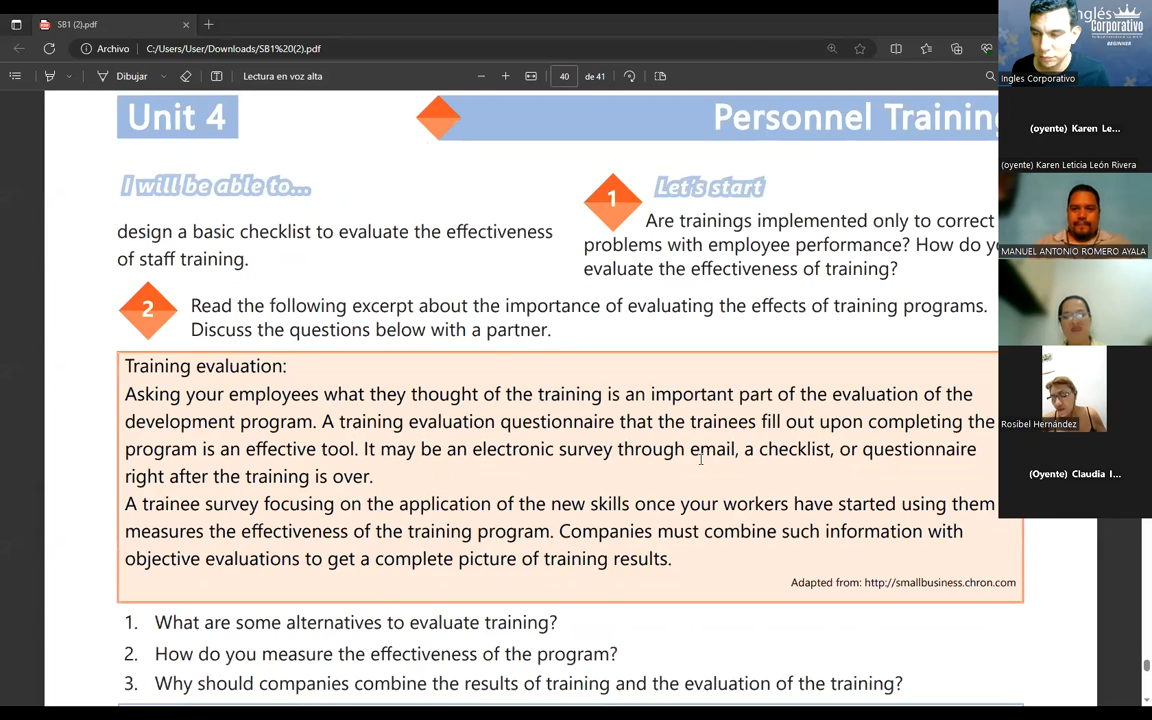 SB1 (2).pdf
Archivo
C:/Users/User/Downloads/SB1%20(2).pdf
Dibujar
Lectura en voz alta
40
de 41
Unit 4
Personnel Training
I will be able to...
design a basic checklist to evaluate the effectiveness
of staff training.
1
Let's start
Are trainings implemented only to correct
problems with employee performance? How do yo
evaluate the effectiveness of training?
2
Read the following excerpt about the importance of evaluating the effects of training programs.
Discuss the questions below with a partner.
Training evaluation:
Asking your employees what they thought of the training is an important part of the evaluation of the
development program. A training evaluation questionnaire that the trainees fill out upon completing the
program is an effective tool. It may be an electronic survey through email, a checklist, or questionnaire
right after the training is over.
A trainee survey focusing on the application of the new skills once your workers have started using them
measures the effectiveness of the training program. Companies must combine such information with
objective evaluations to get a complete picture of training results.
Adapted from: http://smallbusiness.chron.com
1. What are some alternatives to evaluate training?
2. How do you measure the effectiveness of the program?
3. Why should companies combine the results of training and the evaluation of the training?
Inglés
Corporativo
BEGINNER
Ingles Corporativo
(oyente) Karen Le...
(oyente) Karen Leticia León Rivera
MANUEL ANTONIO ROMERO AYALA
Rosibel Hernández
(Oyente) Claudia I...